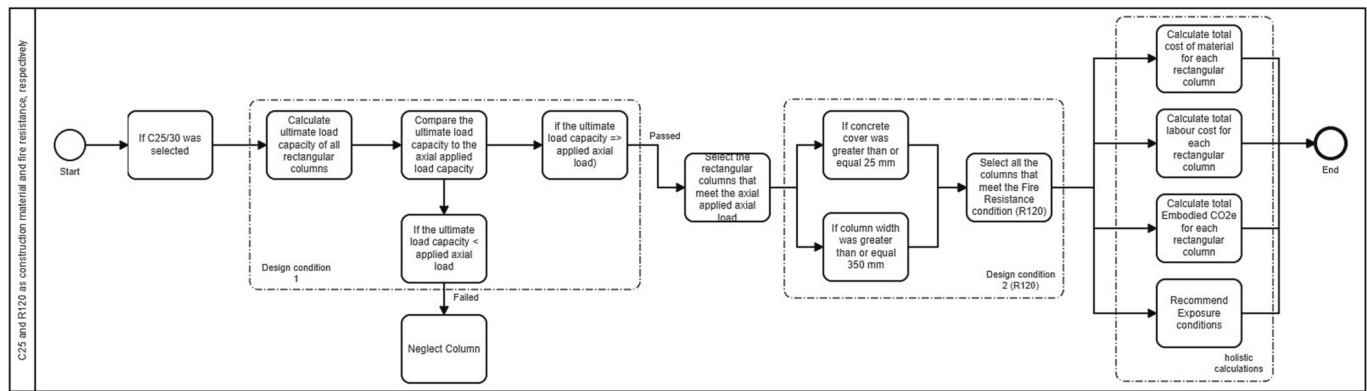 C25 and R120 as construction material and fire resistance, respectively
Start
If C25/30 was
selected
Calculate
ultimate load
capacity of all
rectangular
columns
Compare the
ultimate load
capacity to the
axial applied
load capacity
if the ultimate
load capacity =>
applied axial
load)
If the ultimate
load capacity <
applied axial
load
Design condition
1
Failed
Neglect Column
Passed
Select the
rectangular
columns that
meet the axial
applied axial
load
If concrete
cover was
greater than or
equal 25 mm
If column width
was greater
than or equal
350 mm
Select all the
columns that
meet the Fire
Resistance
condition (R120)
Design condition
2 (R120)
Calculate total
cost of material
for each
rectangular
column
Calculate total
labour cost for
each
rectangular
column
Calculate total
Embodied CO2e
for each
rectangular
column
Recommend
Exposure
conditions
holistic
calculations
End